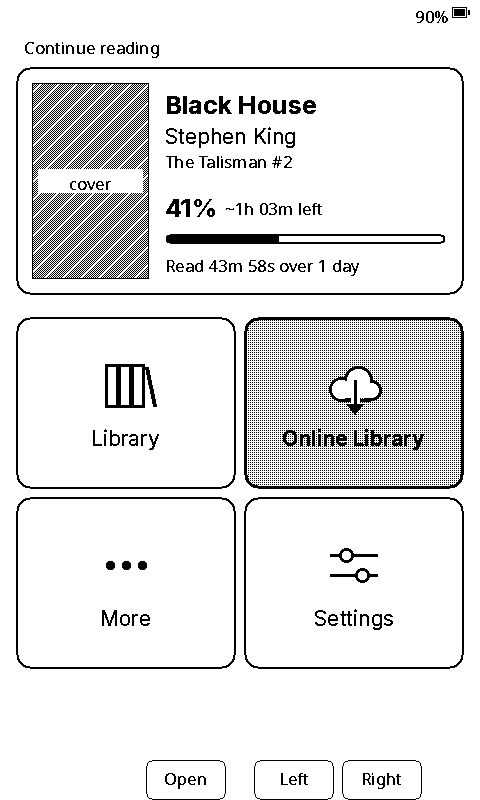 90%
Continue reading
cover
Black House
Stephen King
The Talisman #2
41% ~1h 03m left
Read 43m 58s over 1 day
Library
Online Library
More
Settings
Open
Left
Right